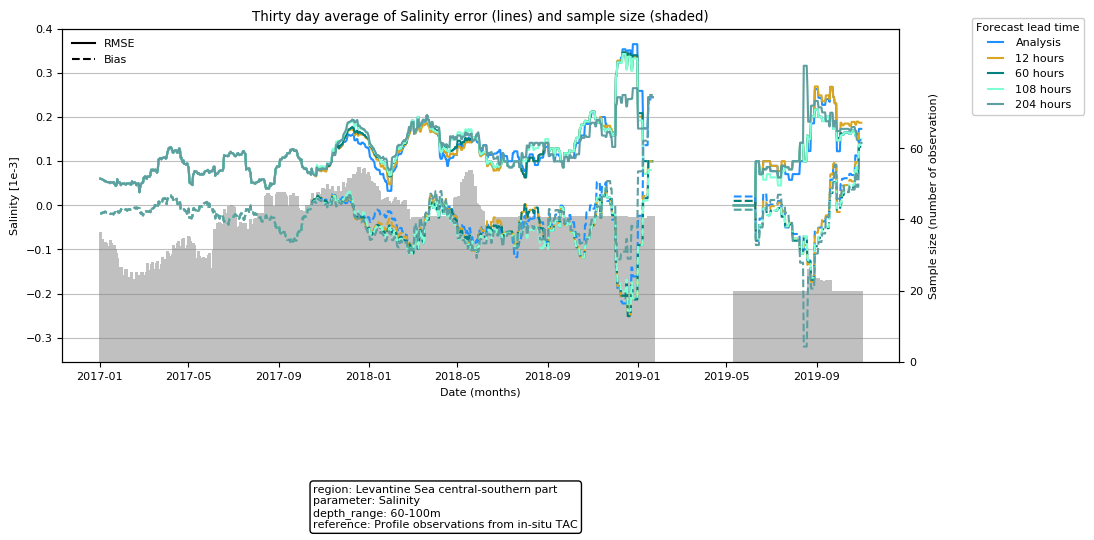 Thirty day average of Salinity error (lines) and sample size (shaded)
Forecast lead time
Analysis
12 hours
60 hours
108 hours
204 hours
RMSE
Bias
Salinity [1e-3]
0.4
0.3
0.2
0.1
0.0
−0.1
−0.2
−0.3
Sample size (number of observation)
60
40
20
0
2017-01
2017-05
2017-09
2018-01
2018-05
2018-09
2019-01
2019-05
2019-09
Date (months)
region: Levantine Sea central-southern part
parameter: Salinity
depth_range: 60-100m
reference: Profile observations from in-situ TAC